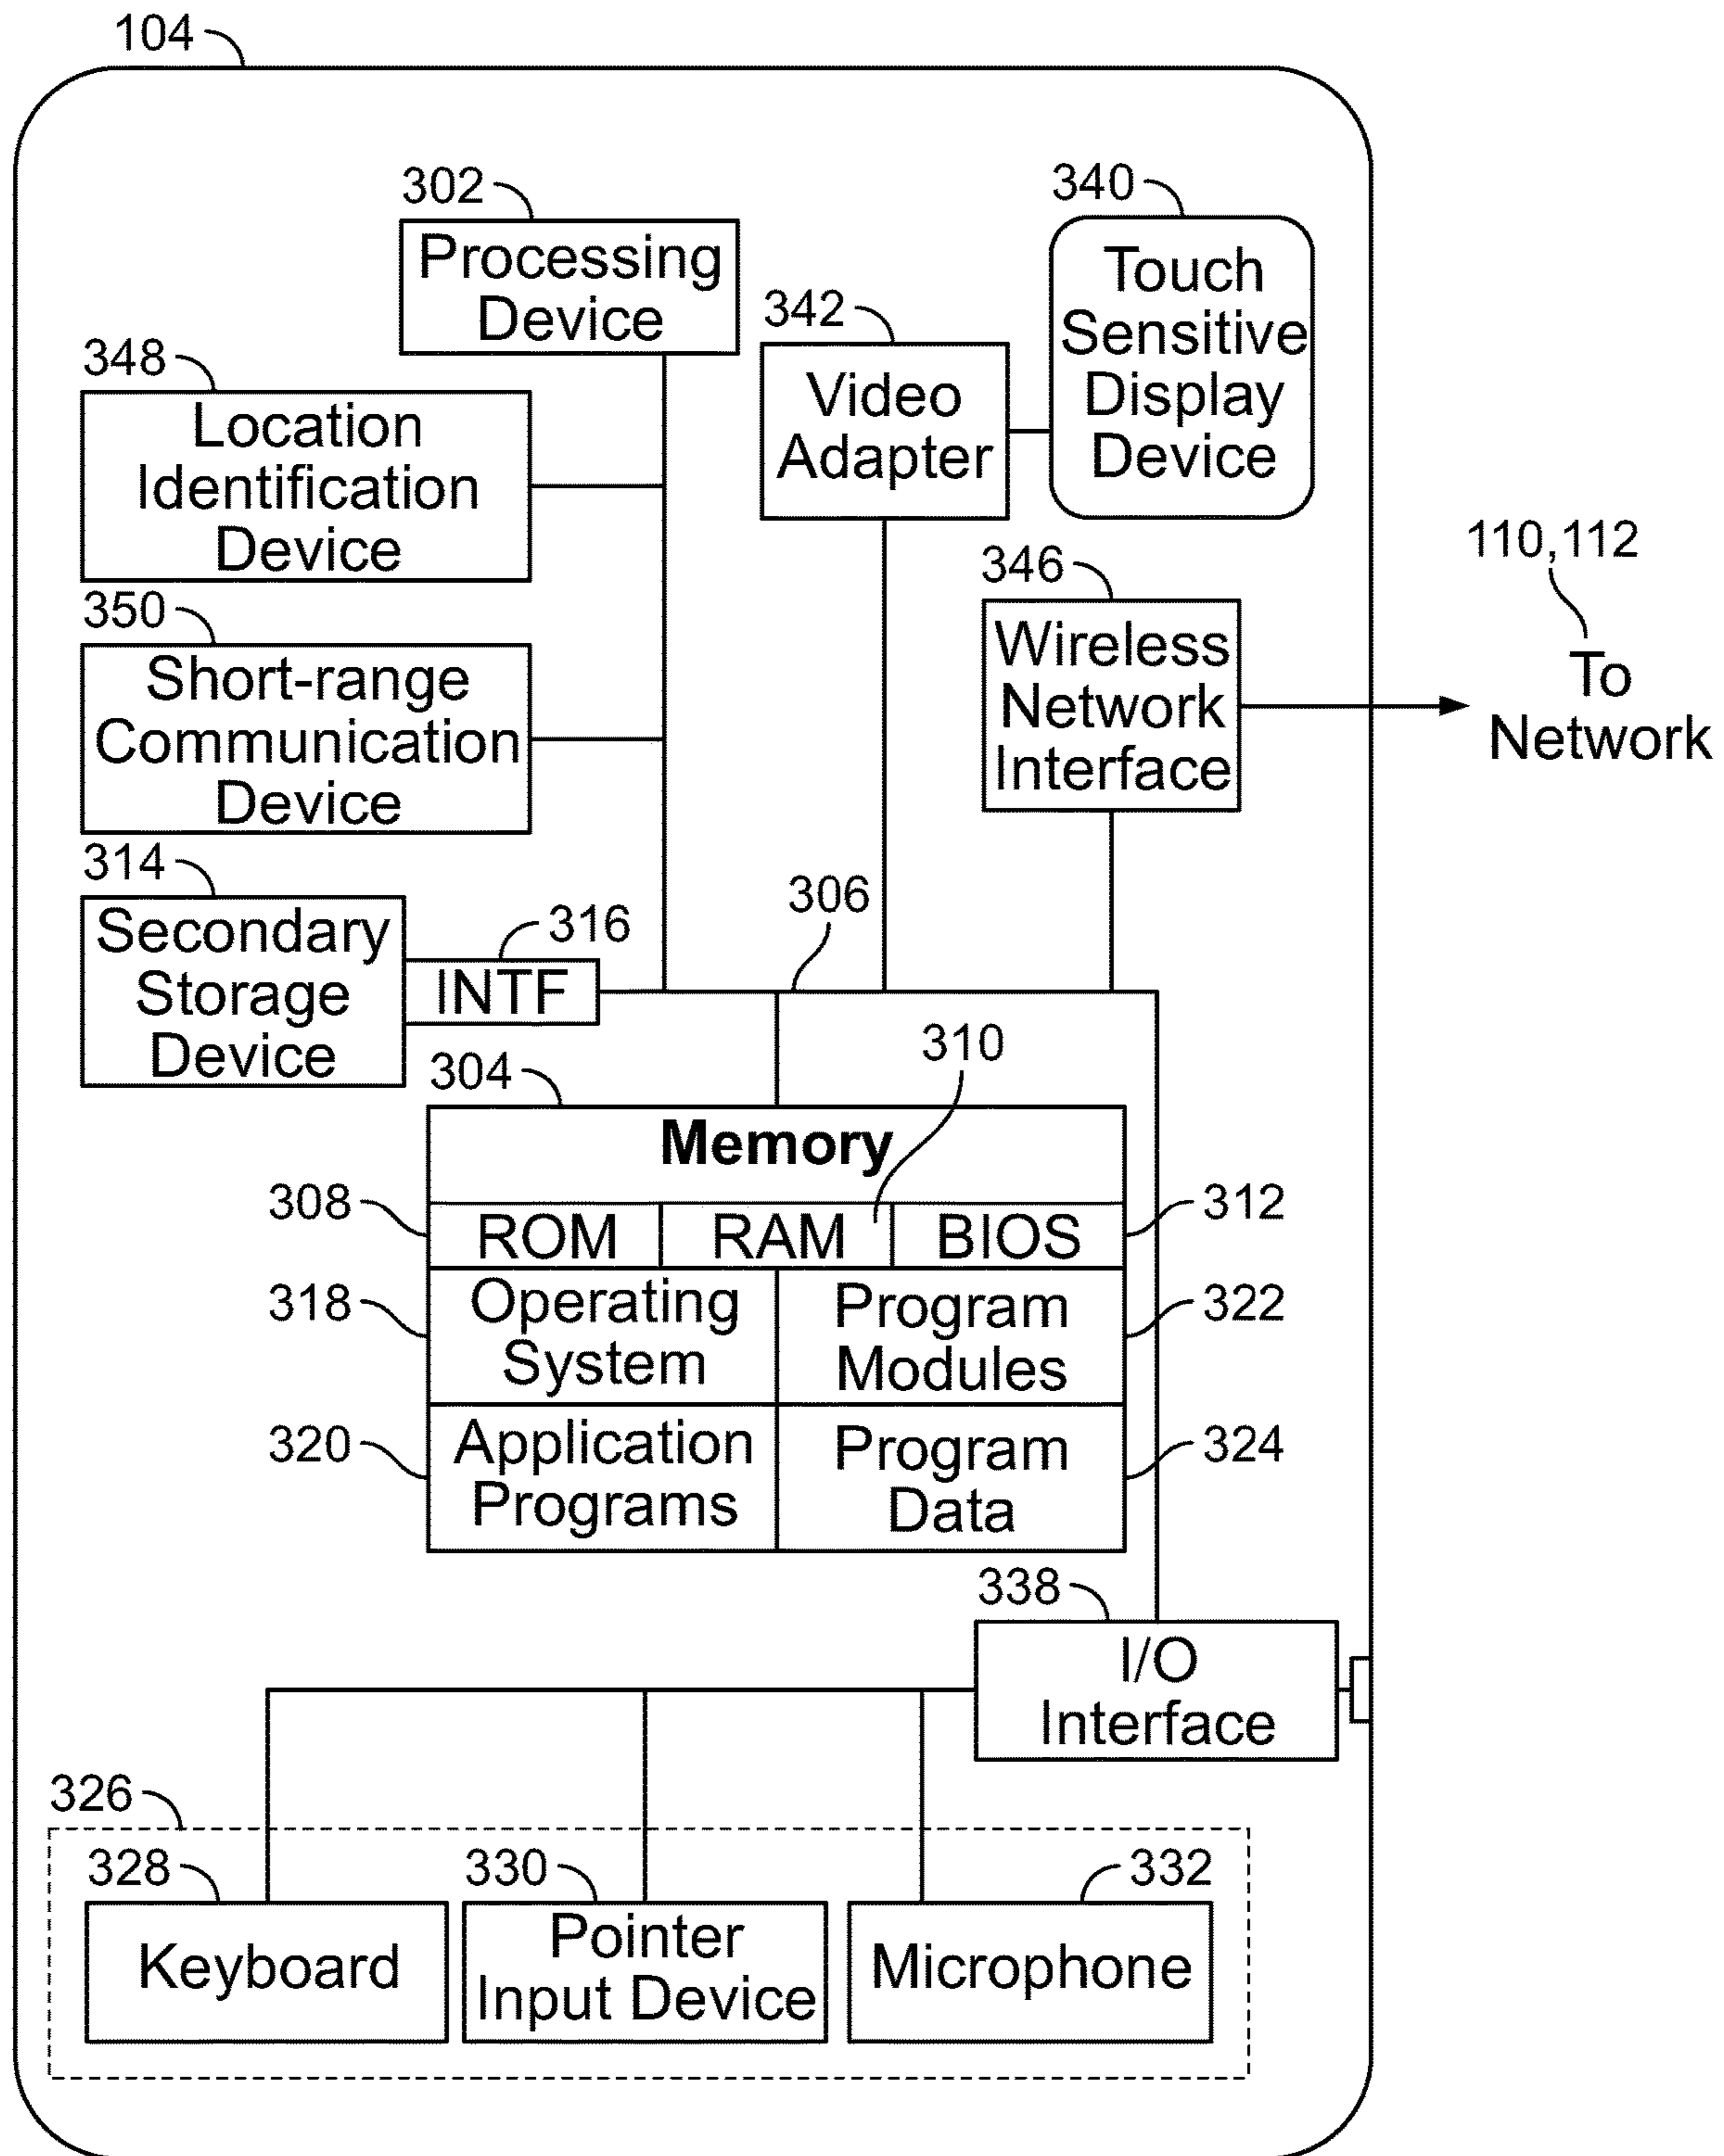 104
302
Processing
Device
340
Touch
Sensitive
Display
Device
342
Video
Adapter
348
Location
Identification
Device
110,112
To
Network
346
Wireless
Network
Interface
350
Short-range
Communication
Device
314
Secondary
Storage
Device
316
INTF
306
310
304
Memory
308
ROM
RAM
BIOS
312
318
Operating
System
Program
Modules
322
320
Application
Programs
Program
Data
324
338
I/O
Interface
326
328
Keyboard
330
Pointer
Input Device
332
Microphone